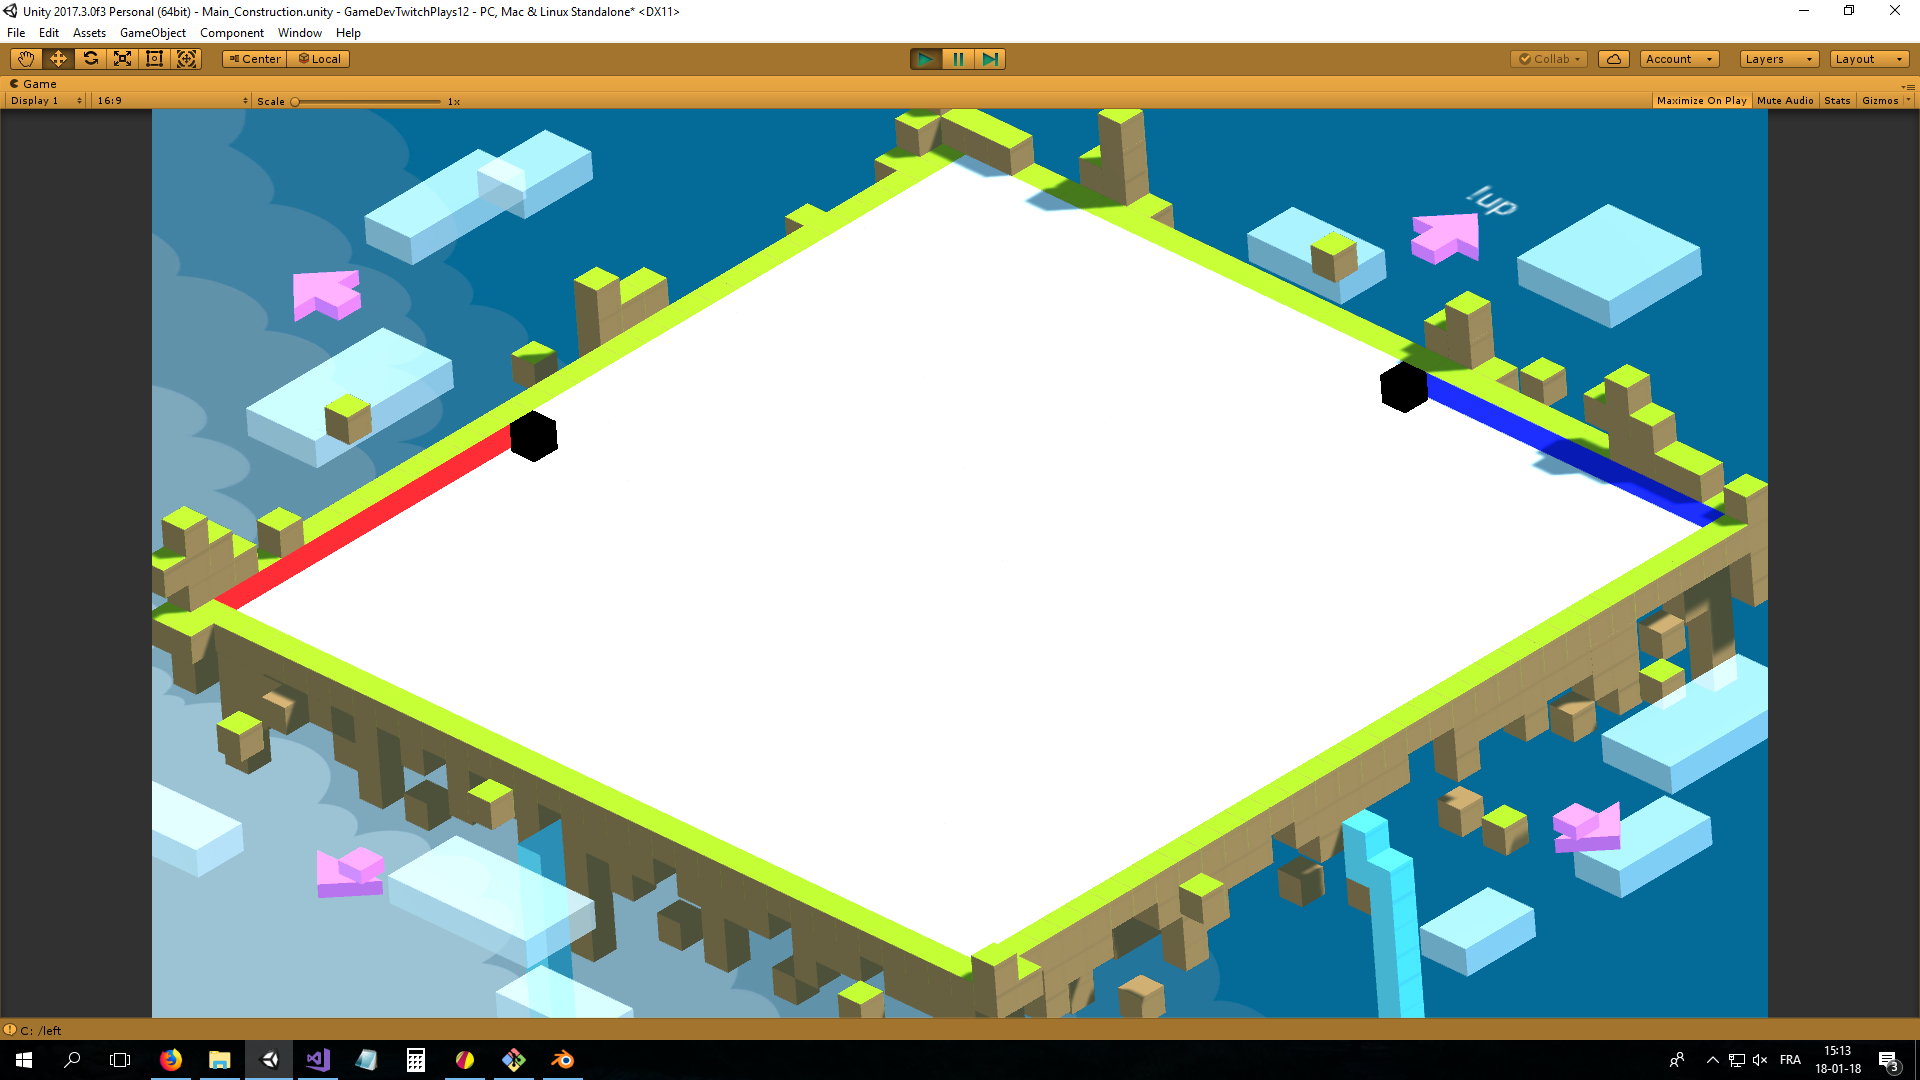 Unity 2017.3.0f3 Personal (64bit) - Main_Construction.unity - GameDevTwitchPlays12 - PC, Mac & Linux Standalone* <DX11>
File Edit Assets GameObject Component Window Help
Center Local Collab Account Layers Layout
Game
Display 1 16:9 Scale 1x Maximize On Play Mute Audio Stats Gizmos
!up
C: /left
FRA
15:13
18-01-18
3